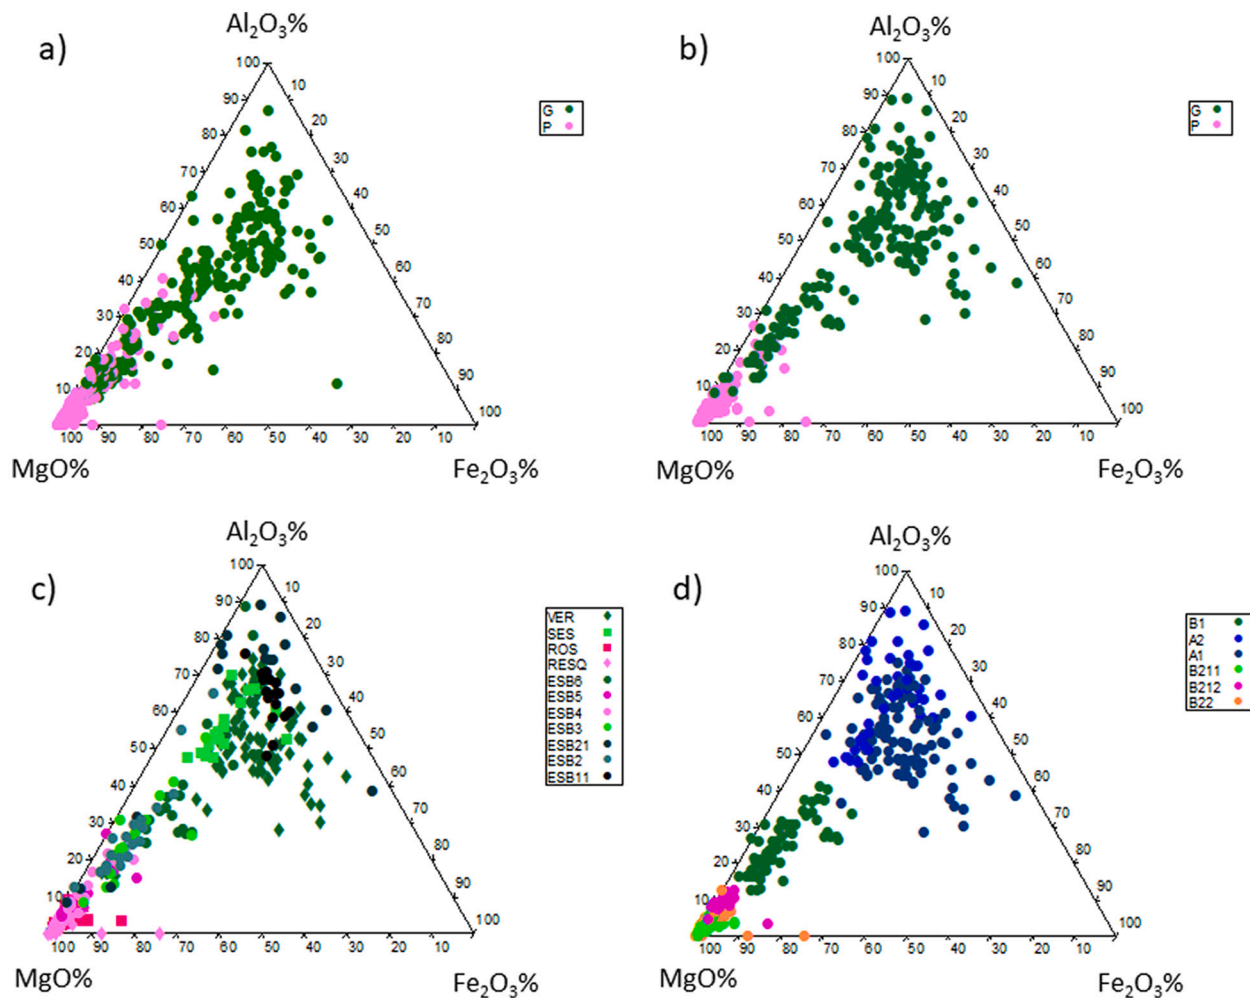 a)
Al₂O₃%
100
90
80
70
60
50
40
30
20
10
10
20
30
40
50
60
70
80
90
100
100 90 80 70 60 50 40 30 20 10
MgO%
Fe₂O₃%
G
P
b)
Al₂O₃%
100
90
80
70
60
50
40
30
20
10
10
20
30
40
50
60
70
80
90
100
100 90 80 70 60 50 40 30 20 10
MgO%
Fe₂O₃%
G
P
c)
Al₂O₃%
100
90
80
70
60
50
40
30
20
10
10
20
30
40
50
60
70
80
90
100
100 90 80 70 60 50 40 30 20 10
MgO%
Fe₂O₃%
VER
SES
ROS
RESQ
ESB6
ESB5
ESB4
ESB3
ESB21
ESB2
ESB11
d)
Al₂O₃%
100
90
80
70
60
50
40
30
20
10
10
20
30
40
50
60
70
80
90
100
100 90 80 70 60 50 40 30 20 10
MgO%
Fe₂O₃%
B1
A2
A1
B211
B212
B22